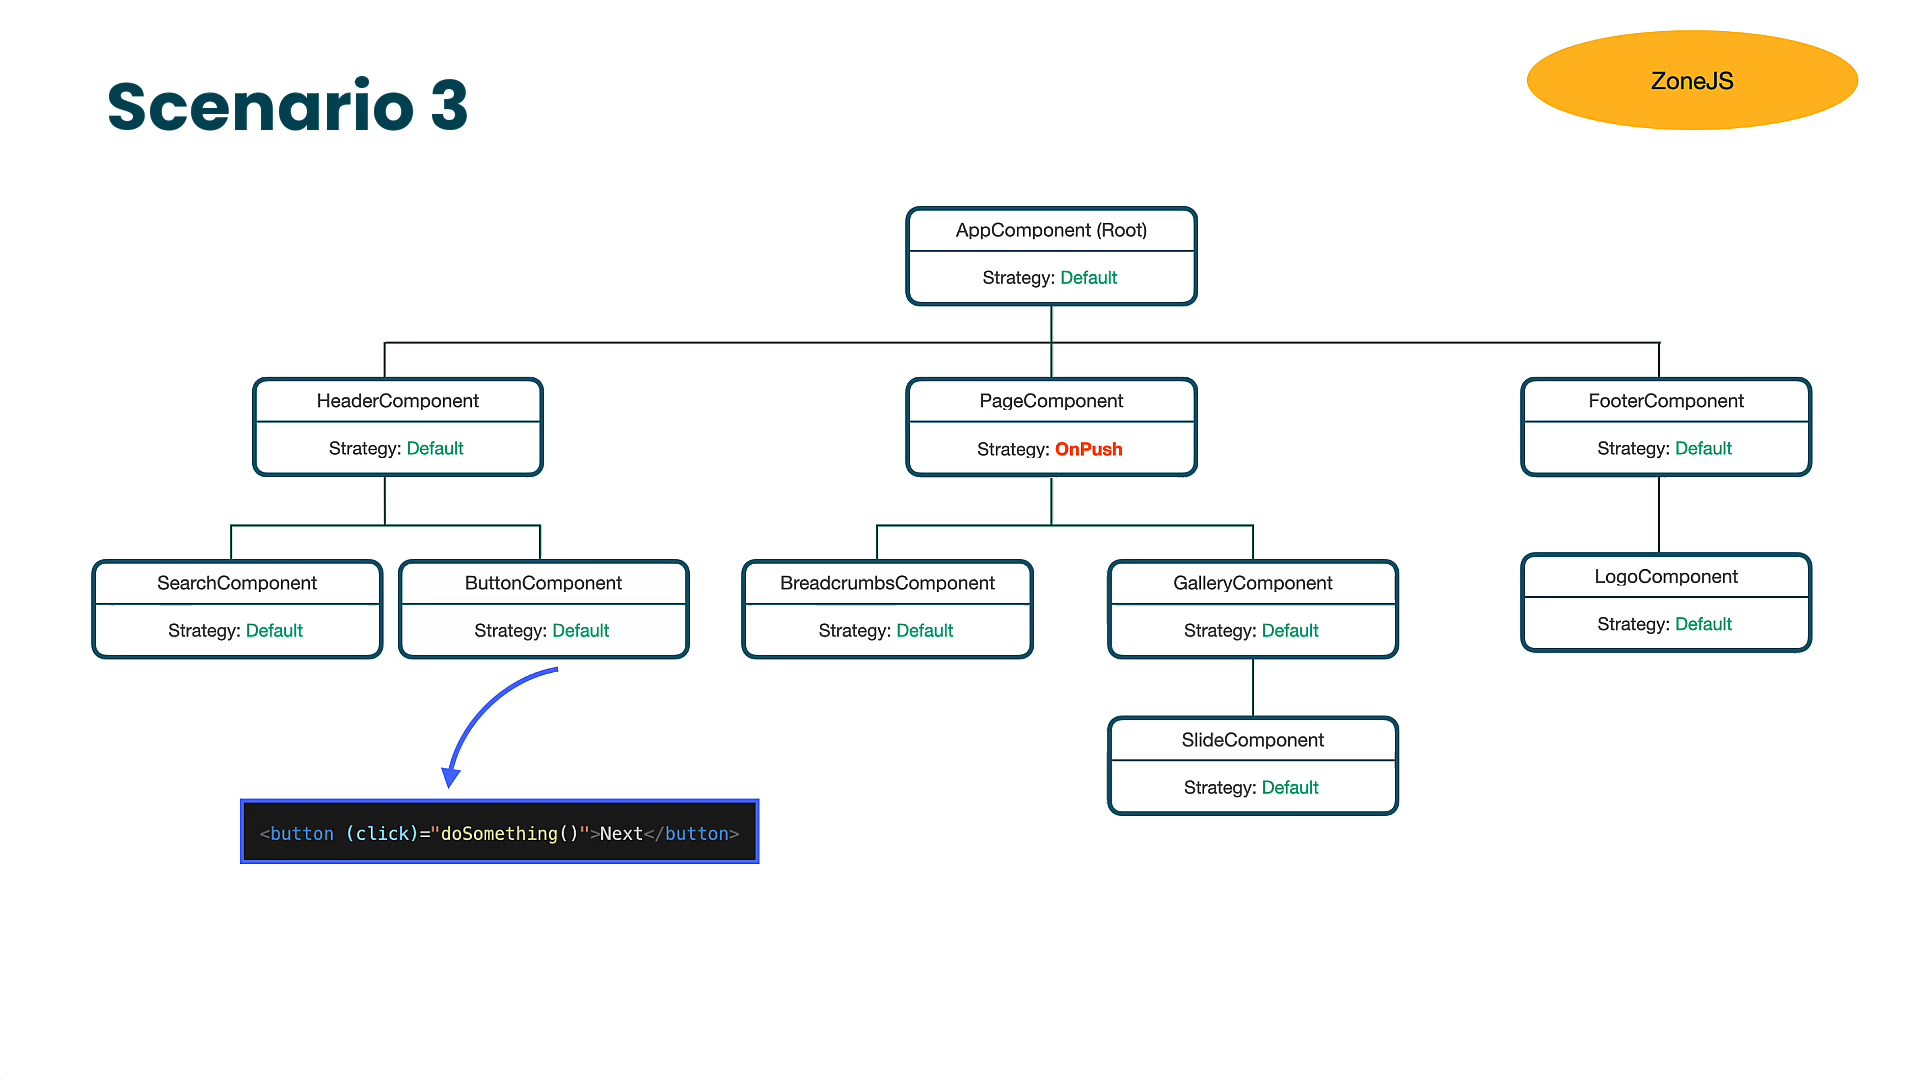 Scenario 3
ZoneJS
AppComponent (Root)
Strategy: Default
HeaderComponent
Strategy: Default
PageComponent
Strategy: OnPush
FooterComponent
Strategy: Default
SearchComponent
Strategy: Default
ButtonComponent
Strategy: Default
BreadcrumbsComponent
Strategy: Default
GalleryComponent
Strategy: Default
LogoComponent
Strategy: Default
SlideComponent
Strategy: Default
<button (click)="doSomething()">Next</button>